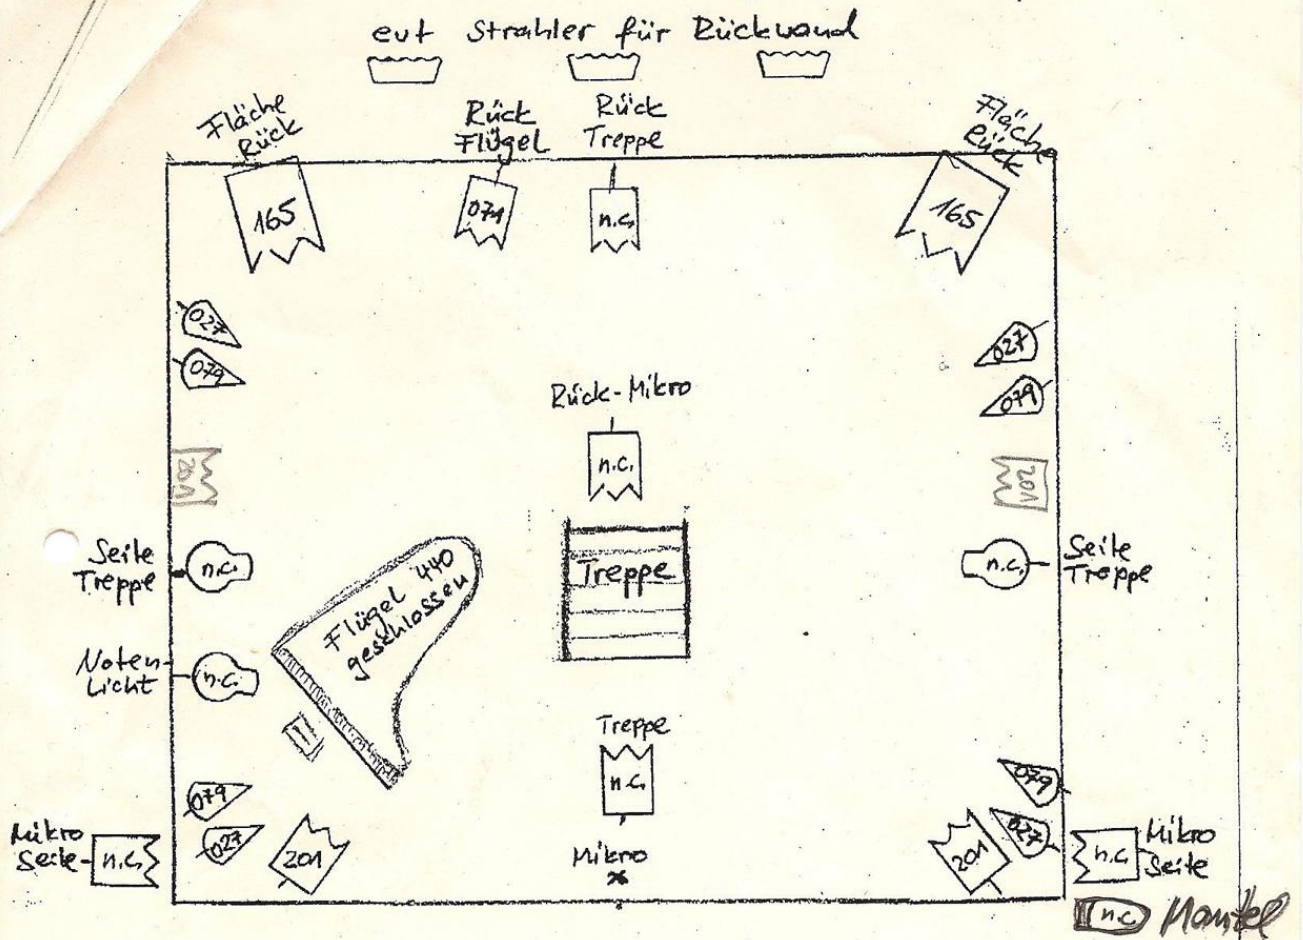 evt Strahler für Rückwand
Fläche
Rück
Rück
Flügel
Rück
Treppe
Fläche
Rück
165
071
n.c.
165
027
079
027
079
Rück-Mikro
n.c.
201
201
Seite
Treppe
n.c.
Flügel 440
geschlossen
Treppe
n.c.
Seite
Treppe
Noten
Licht
n.c.
Treppe
n.c.
Mikro
079
027
201
079
027
201
Mikro
Seite
n.c.
n.c.
Mikro
Seite
n.c.
Mantel